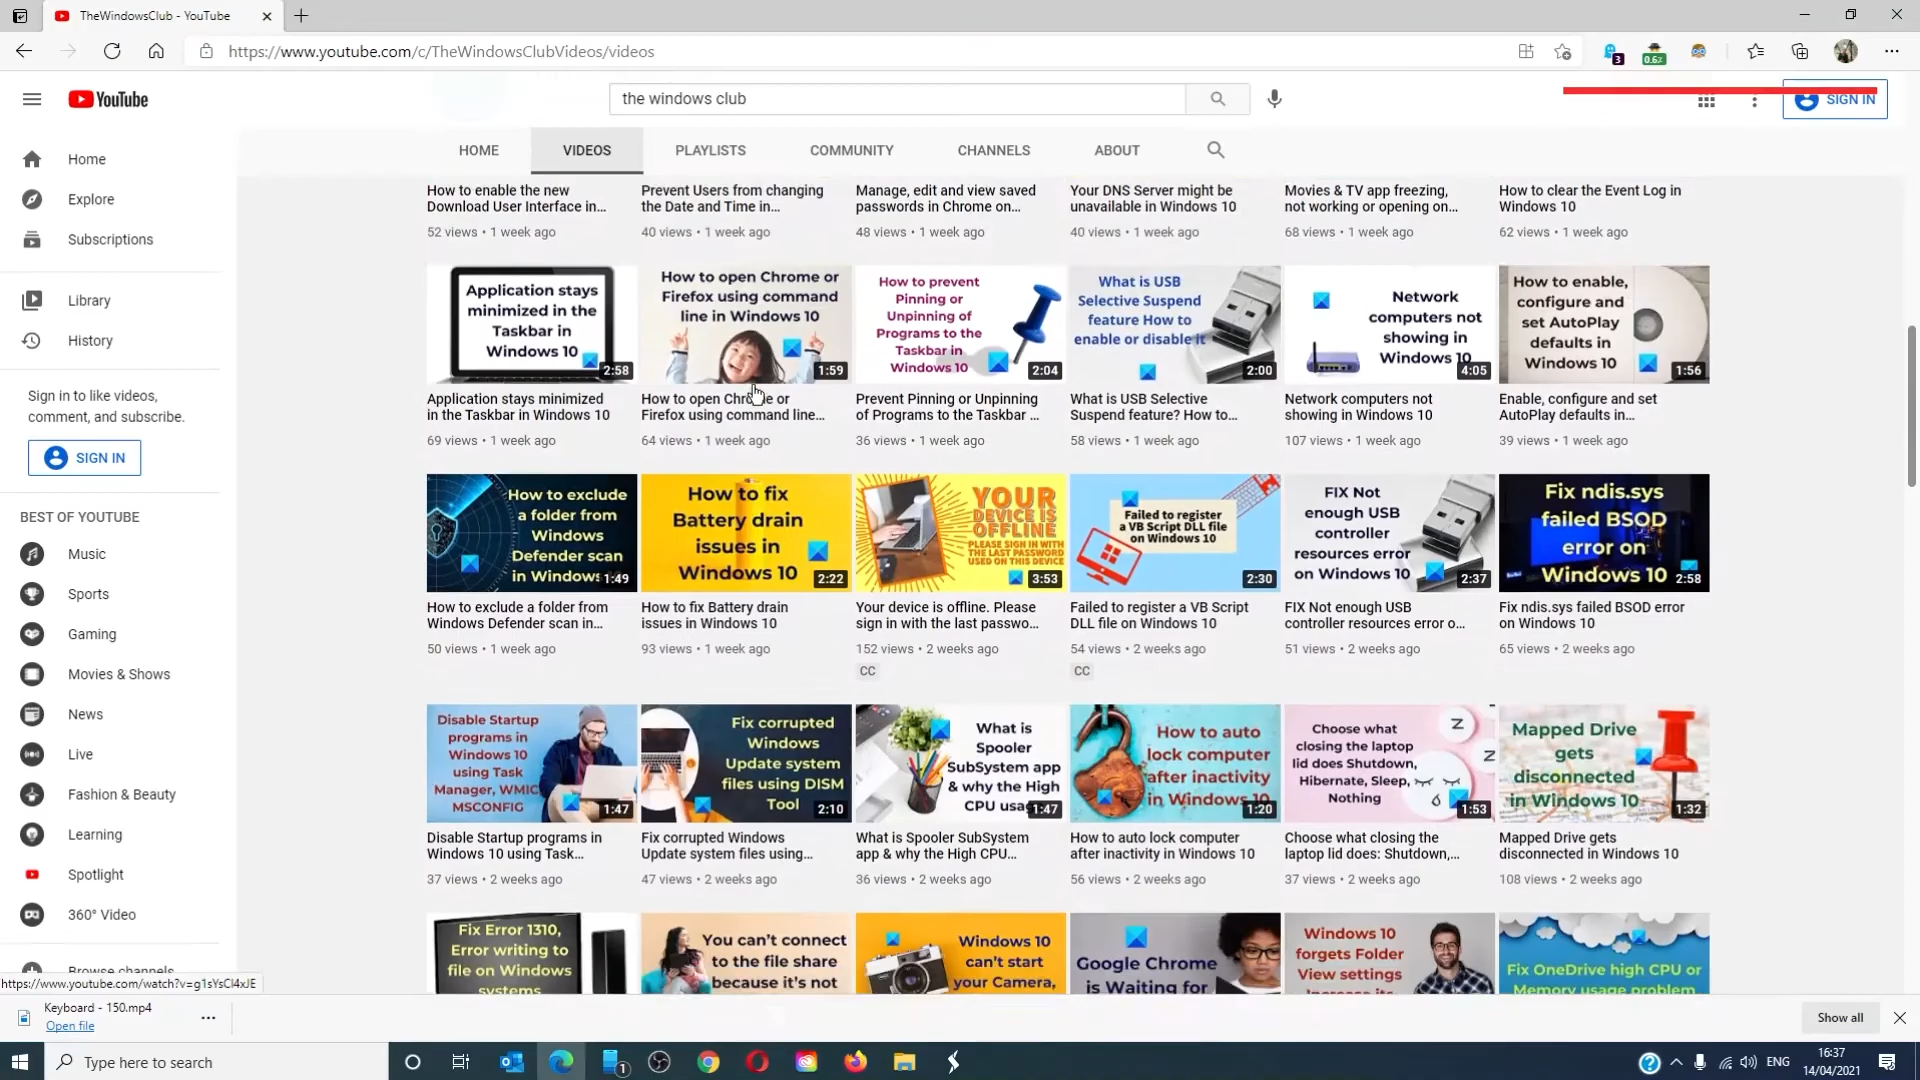 TheWindowsClub - YouTube
https://www.youtube.com/c/TheWindowsClubVideos/videos
3
0.6%
YouTube
the windows club
SIGN IN
HOME
VIDEOS
PLAYLISTS
COMMUNITY
CHANNELS
ABOUT
Home
Explore
Subscriptions
Library
History
Sign in to like videos,
comment, and subscribe.
SIGN IN
BEST OF YOUTUBE
Music
Sports
Gaming
Movies & Shows
News
Live
Fashion & Beauty
Learning
Spotlight
360° Video
Browse channels
How to enable the new
Download User Interface in...
52 views • 1 week ago
Prevent Users from changing
the Date and Time in...
40 views • 1 week ago
Manage, edit and view saved
passwords in Chrome on...
48 views • 1 week ago
Your DNS Server might be
unavailable in Windows 10
40 views • 1 week ago
Movies & TV app freezing,
not working or opening on...
68 views • 1 week ago
How to clear the Event Log in
Windows 10
62 views • 1 week ago
Application stays
minimized in the
Taskbar in
Windows 10
2:58
Application stays minimized
in the Taskbar in Windows 10
69 views • 1 week ago
How to open Chrome or
Firefox using command
line in Windows 10
1:59
How to open Chrome or
Firefox using command line...
64 views • 1 week ago
How to prevent
Pinning or
Unpinning of
Programs to the
Taskbar in
Windows 10
2:04
Prevent Pinning or Unpinning
of Programs to the Taskbar ...
36 views • 1 week ago
What is USB
Selective Suspend
feature How to
enable or disable it
2:00
What is USB Selective
Suspend feature? How to...
58 views • 1 week ago
Network
computers not
showing in
Windows 10
4:05
Network computers not
showing in Windows 10
107 views • 1 week ago
How to enable,
configure and
set AutoPlay
defaults in
Windows 10
1:56
Enable, configure and set
AutoPlay defaults in...
39 views • 1 week ago
How to exclude
a folder from
Windows
Defender scan
in Windows
1:49
How to exclude a folder from
Windows Defender scan in...
50 views • 1 week ago
How to fix
Battery drain
issues in
Windows 10
2:22
How to fix Battery drain
issues in Windows 10
93 views • 1 week ago
YOUR
DEVICE IS
OFFLINE
PLEASE SIGN IN WITH
THE LAST PASSWORD
USED ON THIS DEVICE
3:53
Your device is offline. Please
sign in with the last passwo...
152 views • 2 weeks ago
CC
Failed to register
a VB Script DLL file
on Windows 10
2:30
Failed to register a VB Script
DLL file on Windows 10
54 views • 2 weeks ago
CC
FIX Not
enough USB
controller
resources error
on Windows 10
2:37
FIX Not enough USB
controller resources error o...
51 views • 2 weeks ago
Fix ndis.sys
failed BSOD
error on
Windows 10
2:58
Fix ndis.sys failed BSOD error
on Windows 10
65 views • 2 weeks ago
Disable Startup
programs in
Windows 10
using Task
Manager, WMIC,
MSCONFIG
1:47
Disable Startup programs in
Windows 10 using Task...
37 views • 2 weeks ago
Fix corrupted
Windows
Update system
files using DISM
Tool
2:10
Fix corrupted Windows
Update system files using...
47 views • 2 weeks ago
What is
Spooler
SubSystem app
& why the High
CPU usage
1:47
What is Spooler SubSystem
app & why the High CPU...
36 views • 2 weeks ago
How to auto
lock computer
after inactivity
in Windows 10
1:20
How to auto lock computer
after inactivity in Windows 10
56 views • 2 weeks ago
Choose what
closing the laptop
lid does Shutdown,
Hibernate, Sleep,
Nothing
Z
Z
1:53
Choose what closing the
laptop lid does: Shutdown,...
37 views • 2 weeks ago
Mapped Drive
gets
disconnected
in Windows 10
1:32
Mapped Drive gets
disconnected in Windows 10
108 views • 2 weeks ago
Fix Error 1310,
Error writing to
file on Windows
systems
You can't connect
to the file share
because it's not
Windows 10
can't start
your Camera,
Google Chrome
is Waiting for
Windows 10
forgets Folder
View settings
Fix OneDrive high CPU or
Memory usage problem
https://www.youtube.com/watch?v=g1sYsCl4xJE
Keyboard - 150.mp4
Open file
Show all
Type here to search
1
ENG
16:37
14/04/2021